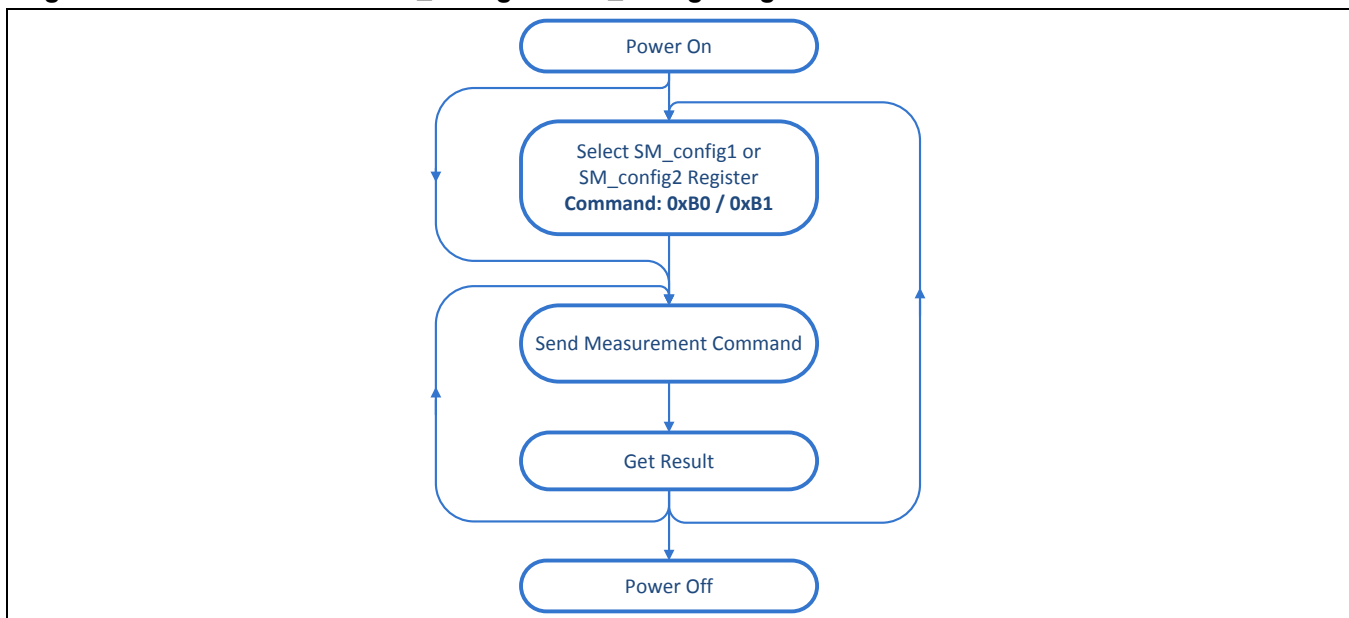 Power On
Select SM_config1 or
SM_config2 Register
Command: 0xB0 / 0xB1
Send Measurement Command
Get Result
Power Off